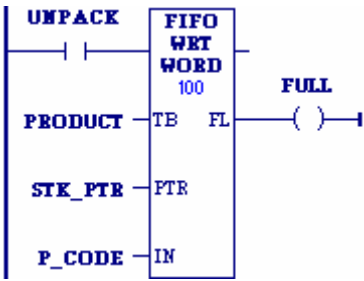 UNPACK
FIFO
WRT
WORD
100
FULL
PRODUCT TB FL
STK_PTR PTR
P_CODE IN